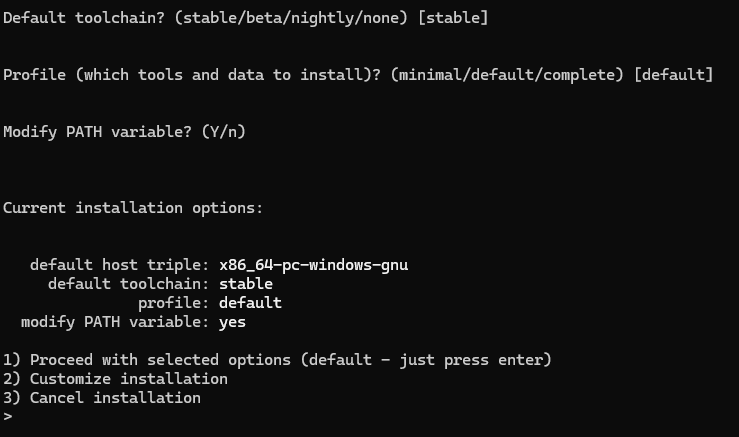 Default toolchain? (stable/beta/nightly/none) [stable]
Profile (which tools and data to install)? (minimal/default/complete) [default]
Modify PATH variable? (Y/n)
Current installation options:
default host triple: x86_64-pc-windows-gnu
default toolchain: stable
profile: default
modify PATH variable: yes
1) Proceed with selected options (default - just press enter)
2) Customize installation
3) Cancel installation
>